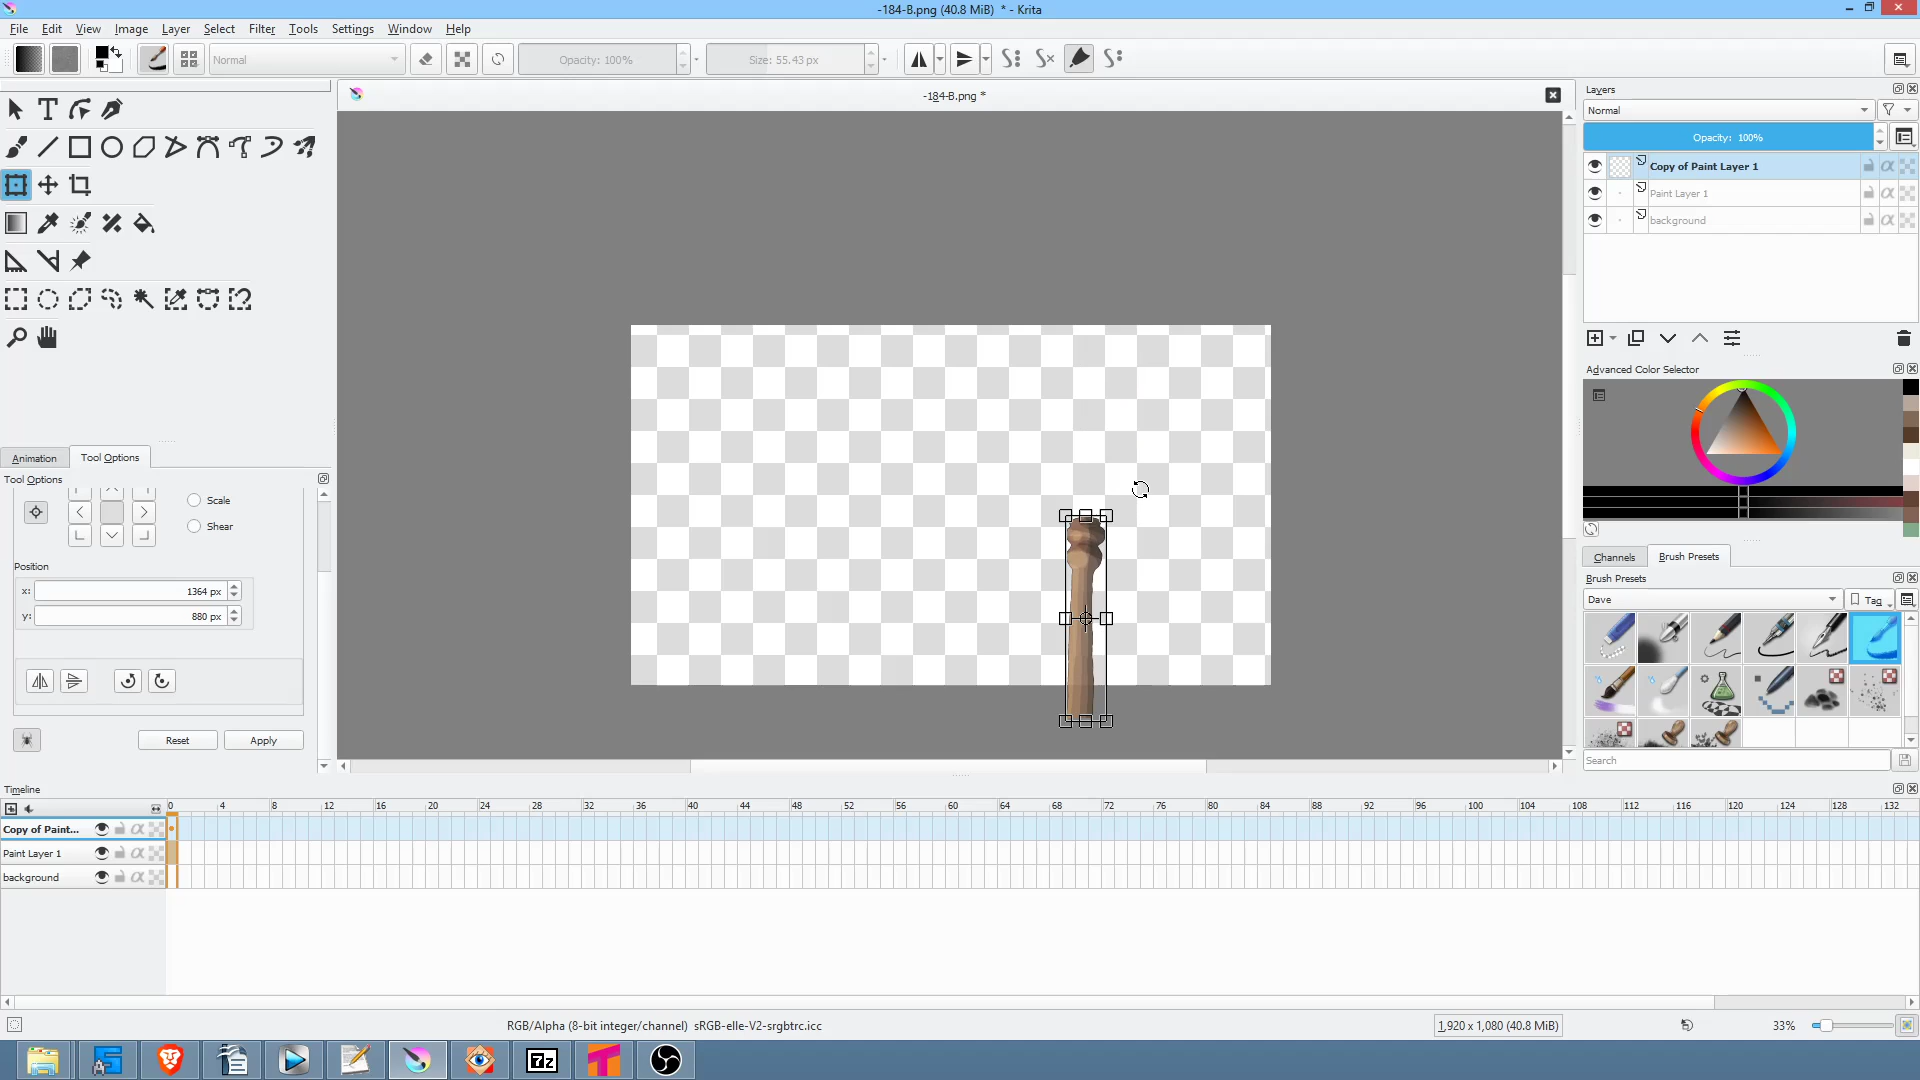 -184-B.png (40.8 MiB)  * - Krita
File Edit View Image Layer Select Filter Tools Settings Window Help
Normal
Opacity: 100%
Size: 55.43 px
-184-B.png *
T
Layers
Normal
Opacity: 100%
Copy of Paint Layer 1
Paint Layer 1
background
Advanced Color Selector
Channels
Brush Presets
Brush Presets
Dave
Tag
Search
Animation
Tool Options
Tool Options
Scale
Shear
Position
x: 1364 px
y: 880 px
Reset
Apply
Timeline
0 4 8 12 16 20 24 28 32 36 40 44 48 52 56 60 64 68 72 76 80 84 88 92 96 100 104 108 112 116 120 124 128 132
Copy of Paint...
Paint Layer 1
background
RGB/Alpha (8-bit integer/channel)  sRGB-elle-V2-srgbtrc.icc
1,920 x 1,080 (40.8 MiB)
33%
7z